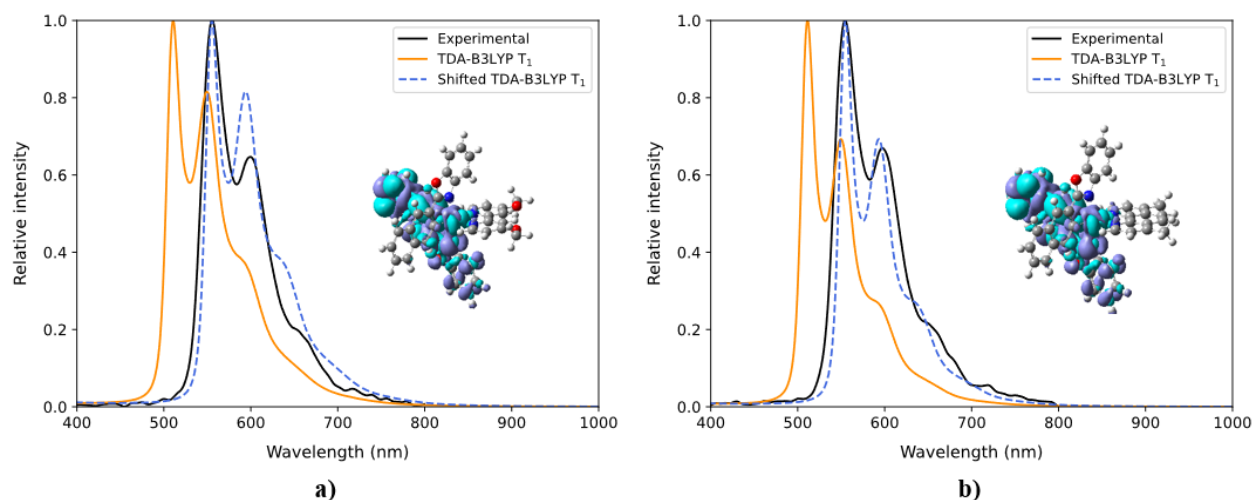 Experimental
TDA-B3LYP T₁
Shifted TDA-B3LYP T₁
Relative intensity
1.0
0.8
0.6
0.4
0.2
0.0
400 500 600 700 800 900 1000
Wavelength (nm)
a)
Experimental
TDA-B3LYP T₁
Shifted TDA-B3LYP T₁
Relative intensity
1.0
0.8
0.6
0.4
0.2
0.0
400 500 600 700 800 900 1000
Wavelength (nm)
b)